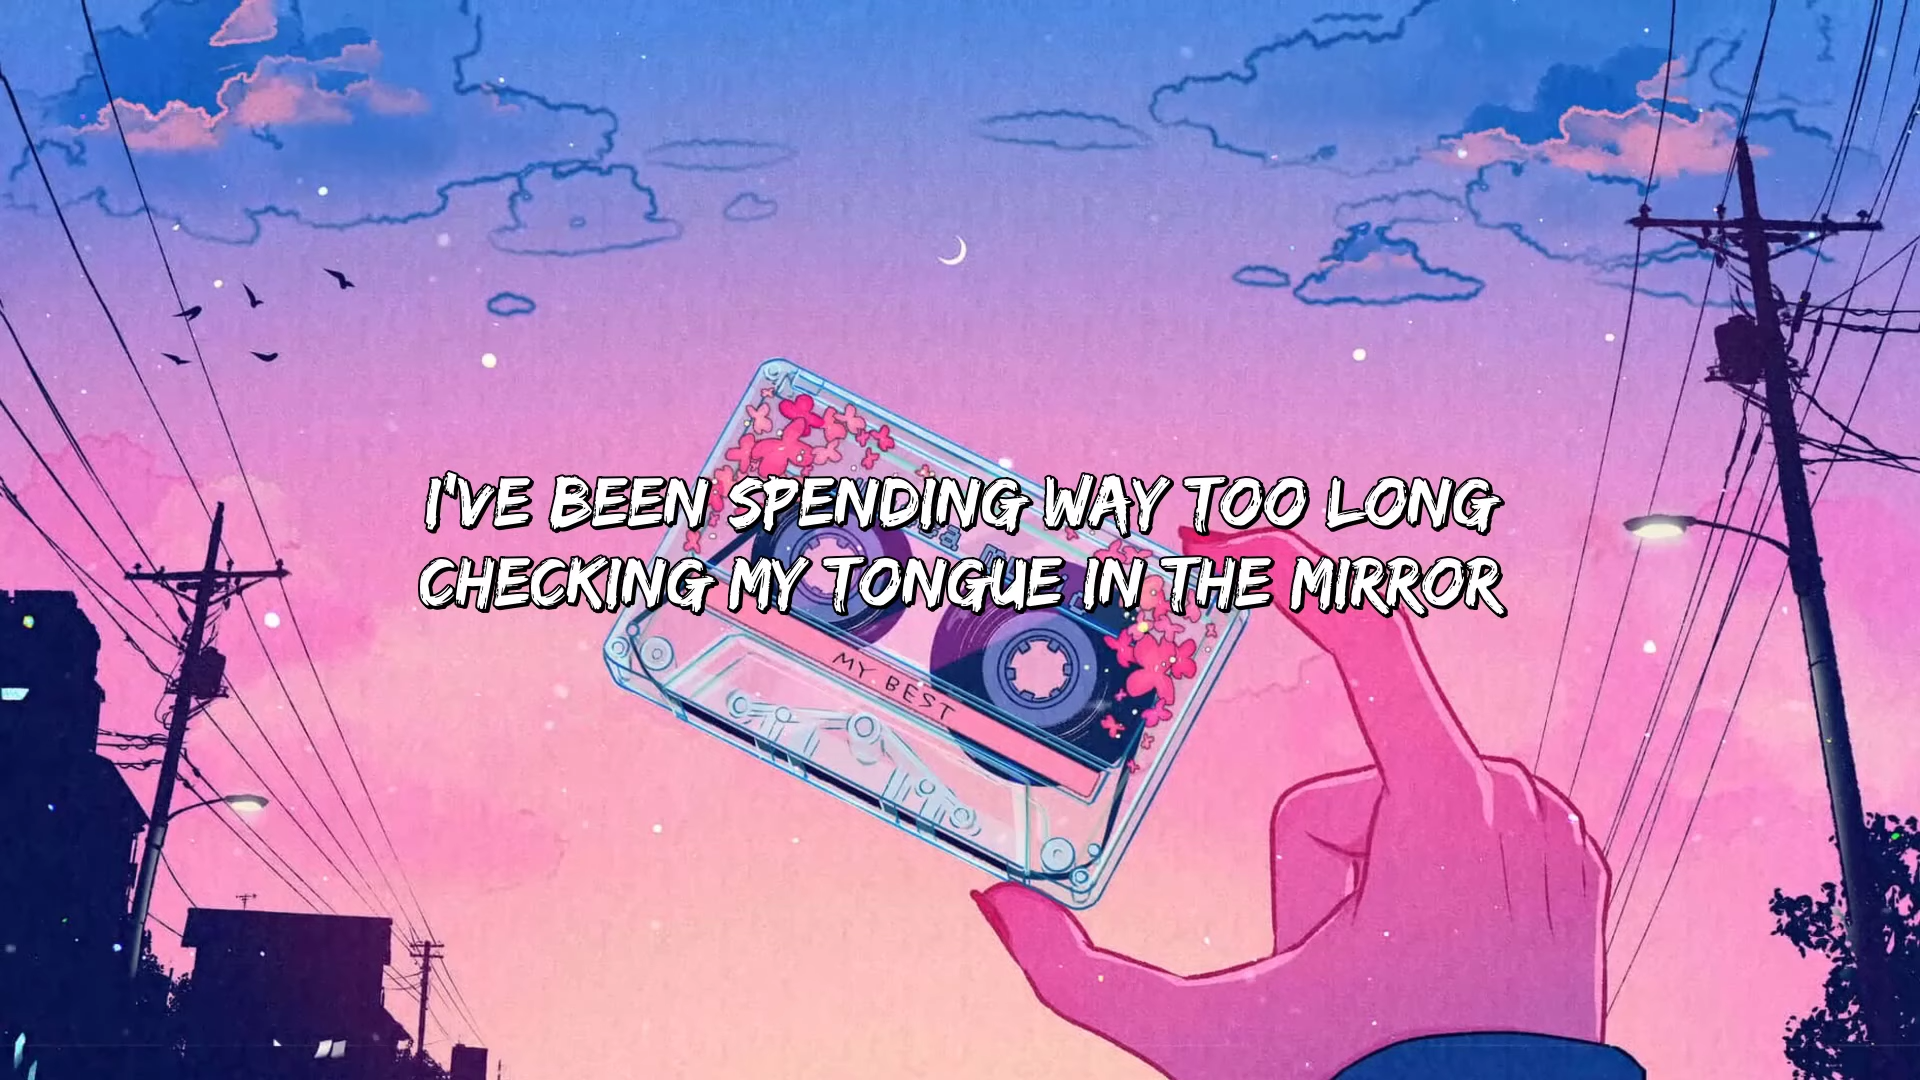 I'VE BEEN SPENDING WAY TOO LONG
CHECKING MY TONGUE IN THE MIRROR
MY BEST